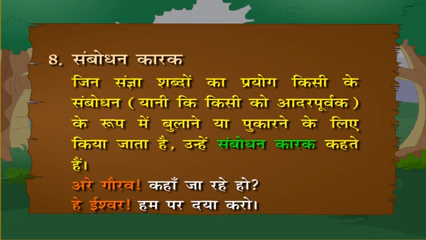 8. संबोधन कारक
जिन संज्ञा शब्दों का प्रयोग किसी के
संबोधन (यानी कि किसी को आदरपूर्वक)
के रूप में बुलाने या पुकारने के लिए
किया जाता है, उन्हें संबोधन कारक कहते
हैं।
अरे गौरव! कहाँ जा रहे हो?
हे ईश्वर! हम पर दया करो।